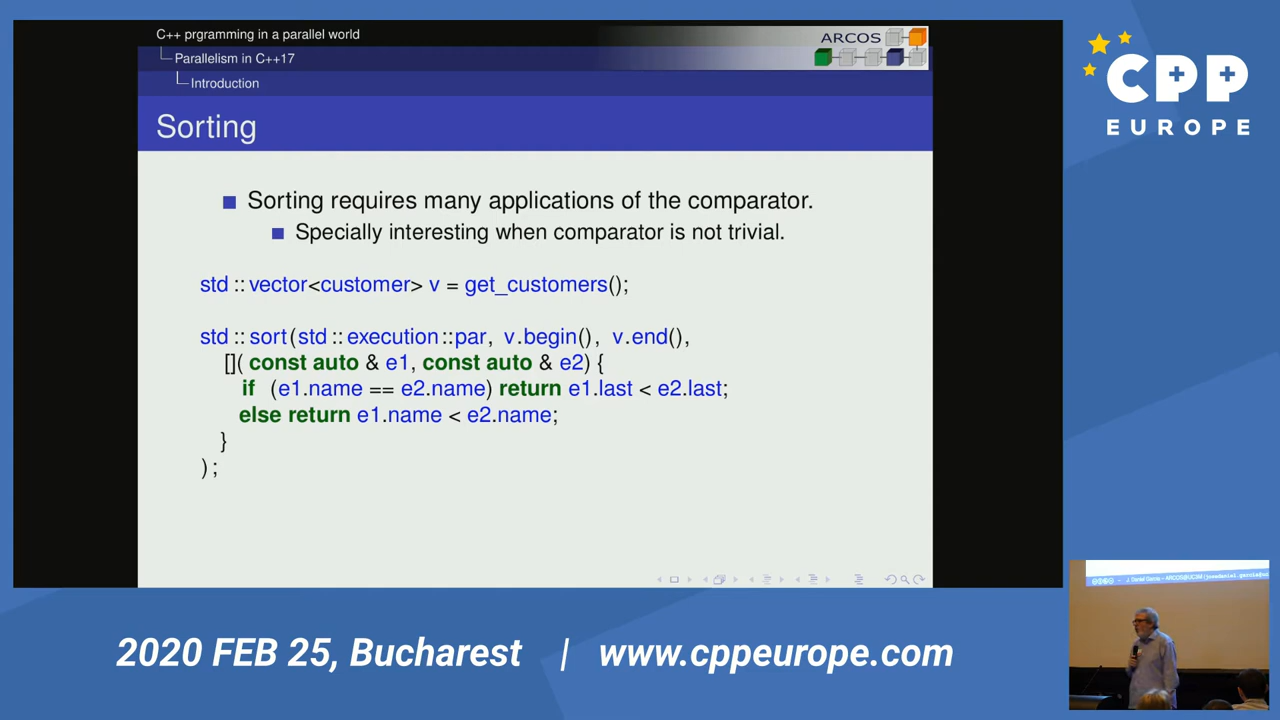 C++ prgramming in a parallel world
Parallelism in C++17
Introduction
ARCOS
Sorting
Sorting requires many applications of the comparator.
Specially interesting when comparator is not trivial.
std::vector<customer> v = get_customers();
std::sort(std::execution::par, v.begin(), v.end(),
[](const auto & e1, const auto & e2) {
if (e1.name == e2.name) return e1.last < e2.last;
else return e1.name < e2.name;
}
);
CPP
EUROPE
2020 FEB 25, Bucharest | www.cppeurope.com